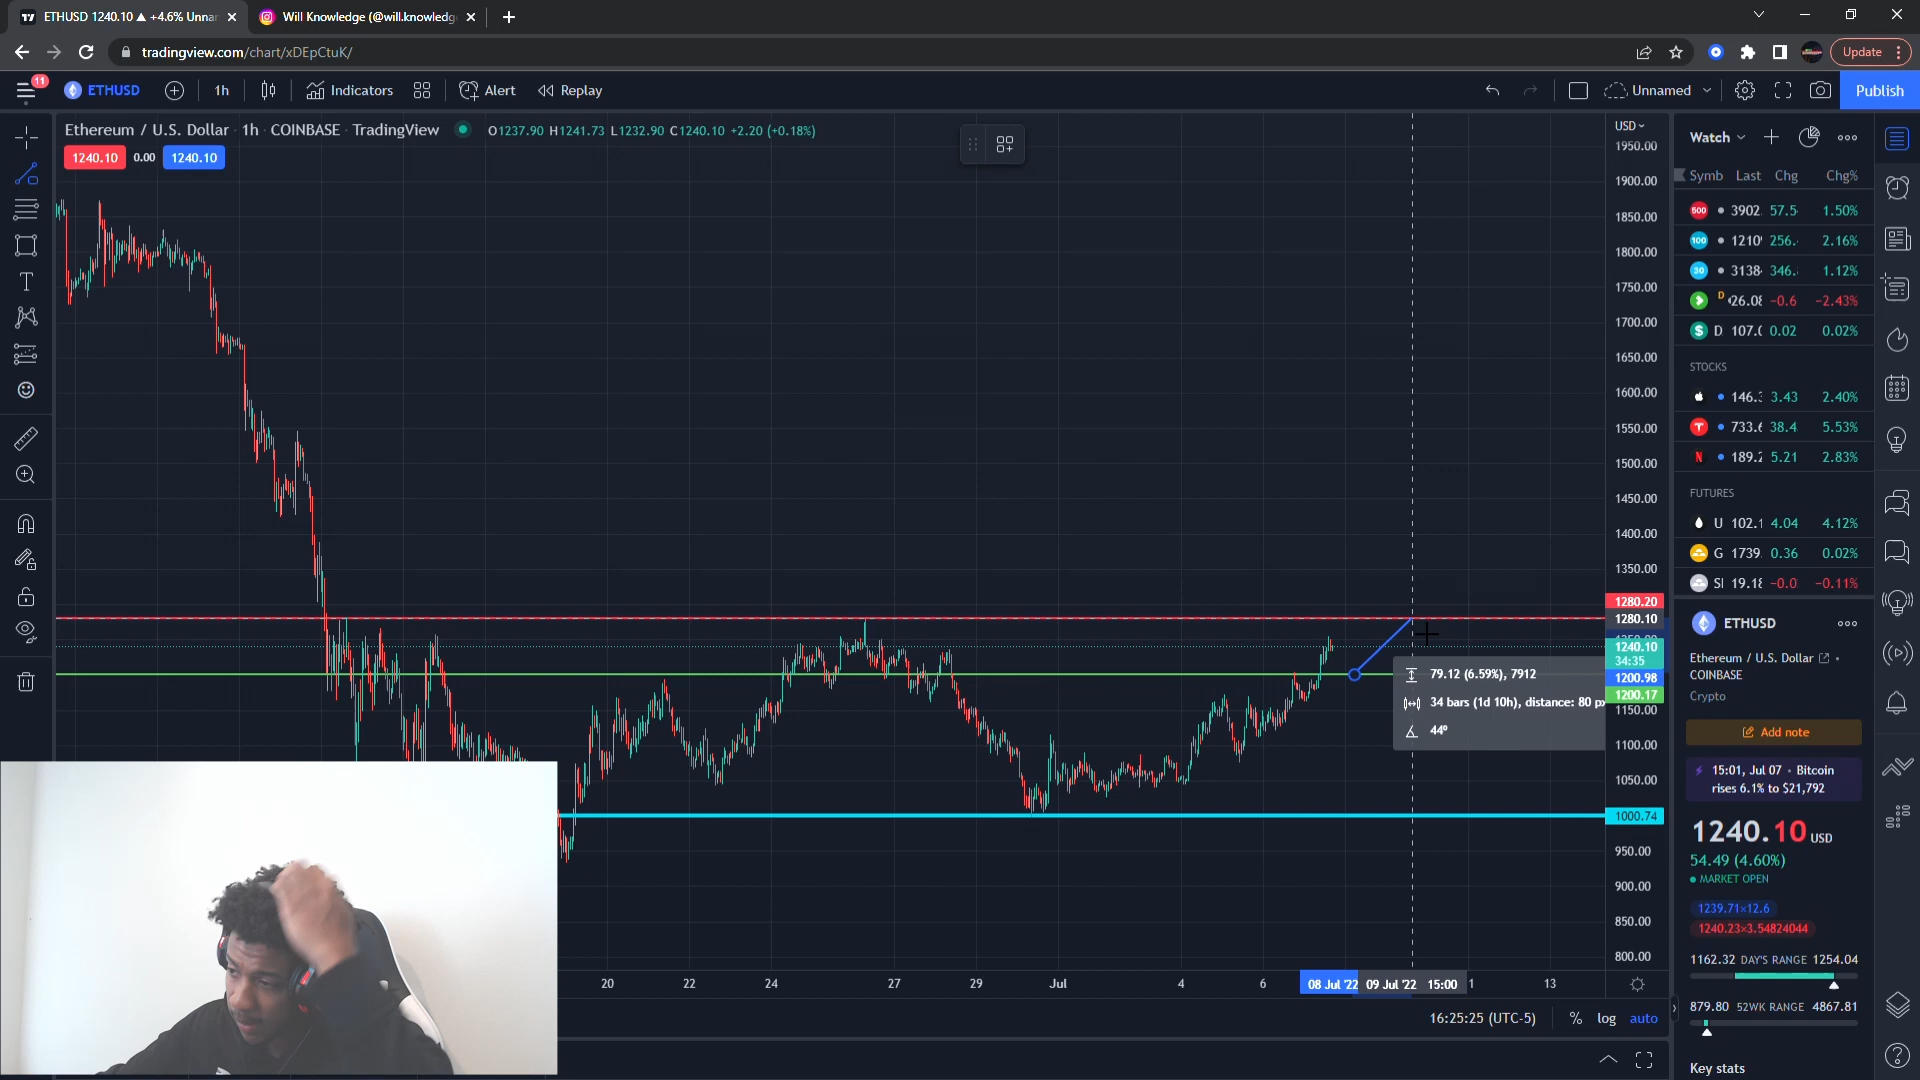 ETHUSD 1240.10 ▲ +4.6% Unnar
Will Knowledge (@will.knowledg
tradingview.com/chart/xDEpCtuK/
Update
11
ETHUSD
1h
Indicators
Alert
Replay
Unnamed
Publish
Ethereum / U.S. Dollar · 1h · COINBASE · TradingView
O1237.90 H1241.73 L1232.90 C1240.10 +2.20 (+0.18%)
1240.10
0.00
1240.10
USD
1950.00
1900.00
1850.00
1800.00
1750.00
1700.00
1650.00
1600.00
1550.00
1500.00
1450.00
1400.00
1350.00
1280.20
1280.10
1240.10
34:35
1200.98
1200.17
1150.00
1100.00
1050.00
1000.74
950.00
900.00
850.00
800.00
79.12 (6.59%), 7912
34 bars (1d 10h), distance: 80 px
44º
20
22
24
27
29
Jul
4
6
08 Jul '22
09 Jul '22 15:00
1
13
16:25:25 (UTC-5)
%
log
auto
Watch
Symb Last Chg Chg%
500 3902. 57.5 1.50%
100 1210 256. 2.16%
30 3138 346. 1.12%
D 26.08 -0.6 -2.43%
$ D 107.( 0.02 0.02%
STOCKS
146.3 3.43 2.40%
733.6 38.4 5.53%
N 189.2 5.21 2.83%
FUTURES
U 102.1 4.04 4.12%
G 1739. 0.36 0.02%
SI 19.18 -0.0 -0.11%
ETHUSD
Ethereum / U.S. Dollar
COINBASE
Crypto
Add note
15:01, Jul 07 · Bitcoin
rises 6.1% to $21,792
1240.10 USD
54.49 (4.60%)
MARKET OPEN
1239.71×12.6
1240.23×3.54824044
1162.32 DAY'S RANGE 1254.04
879.80 52WK RANGE 4867.81
Key stats